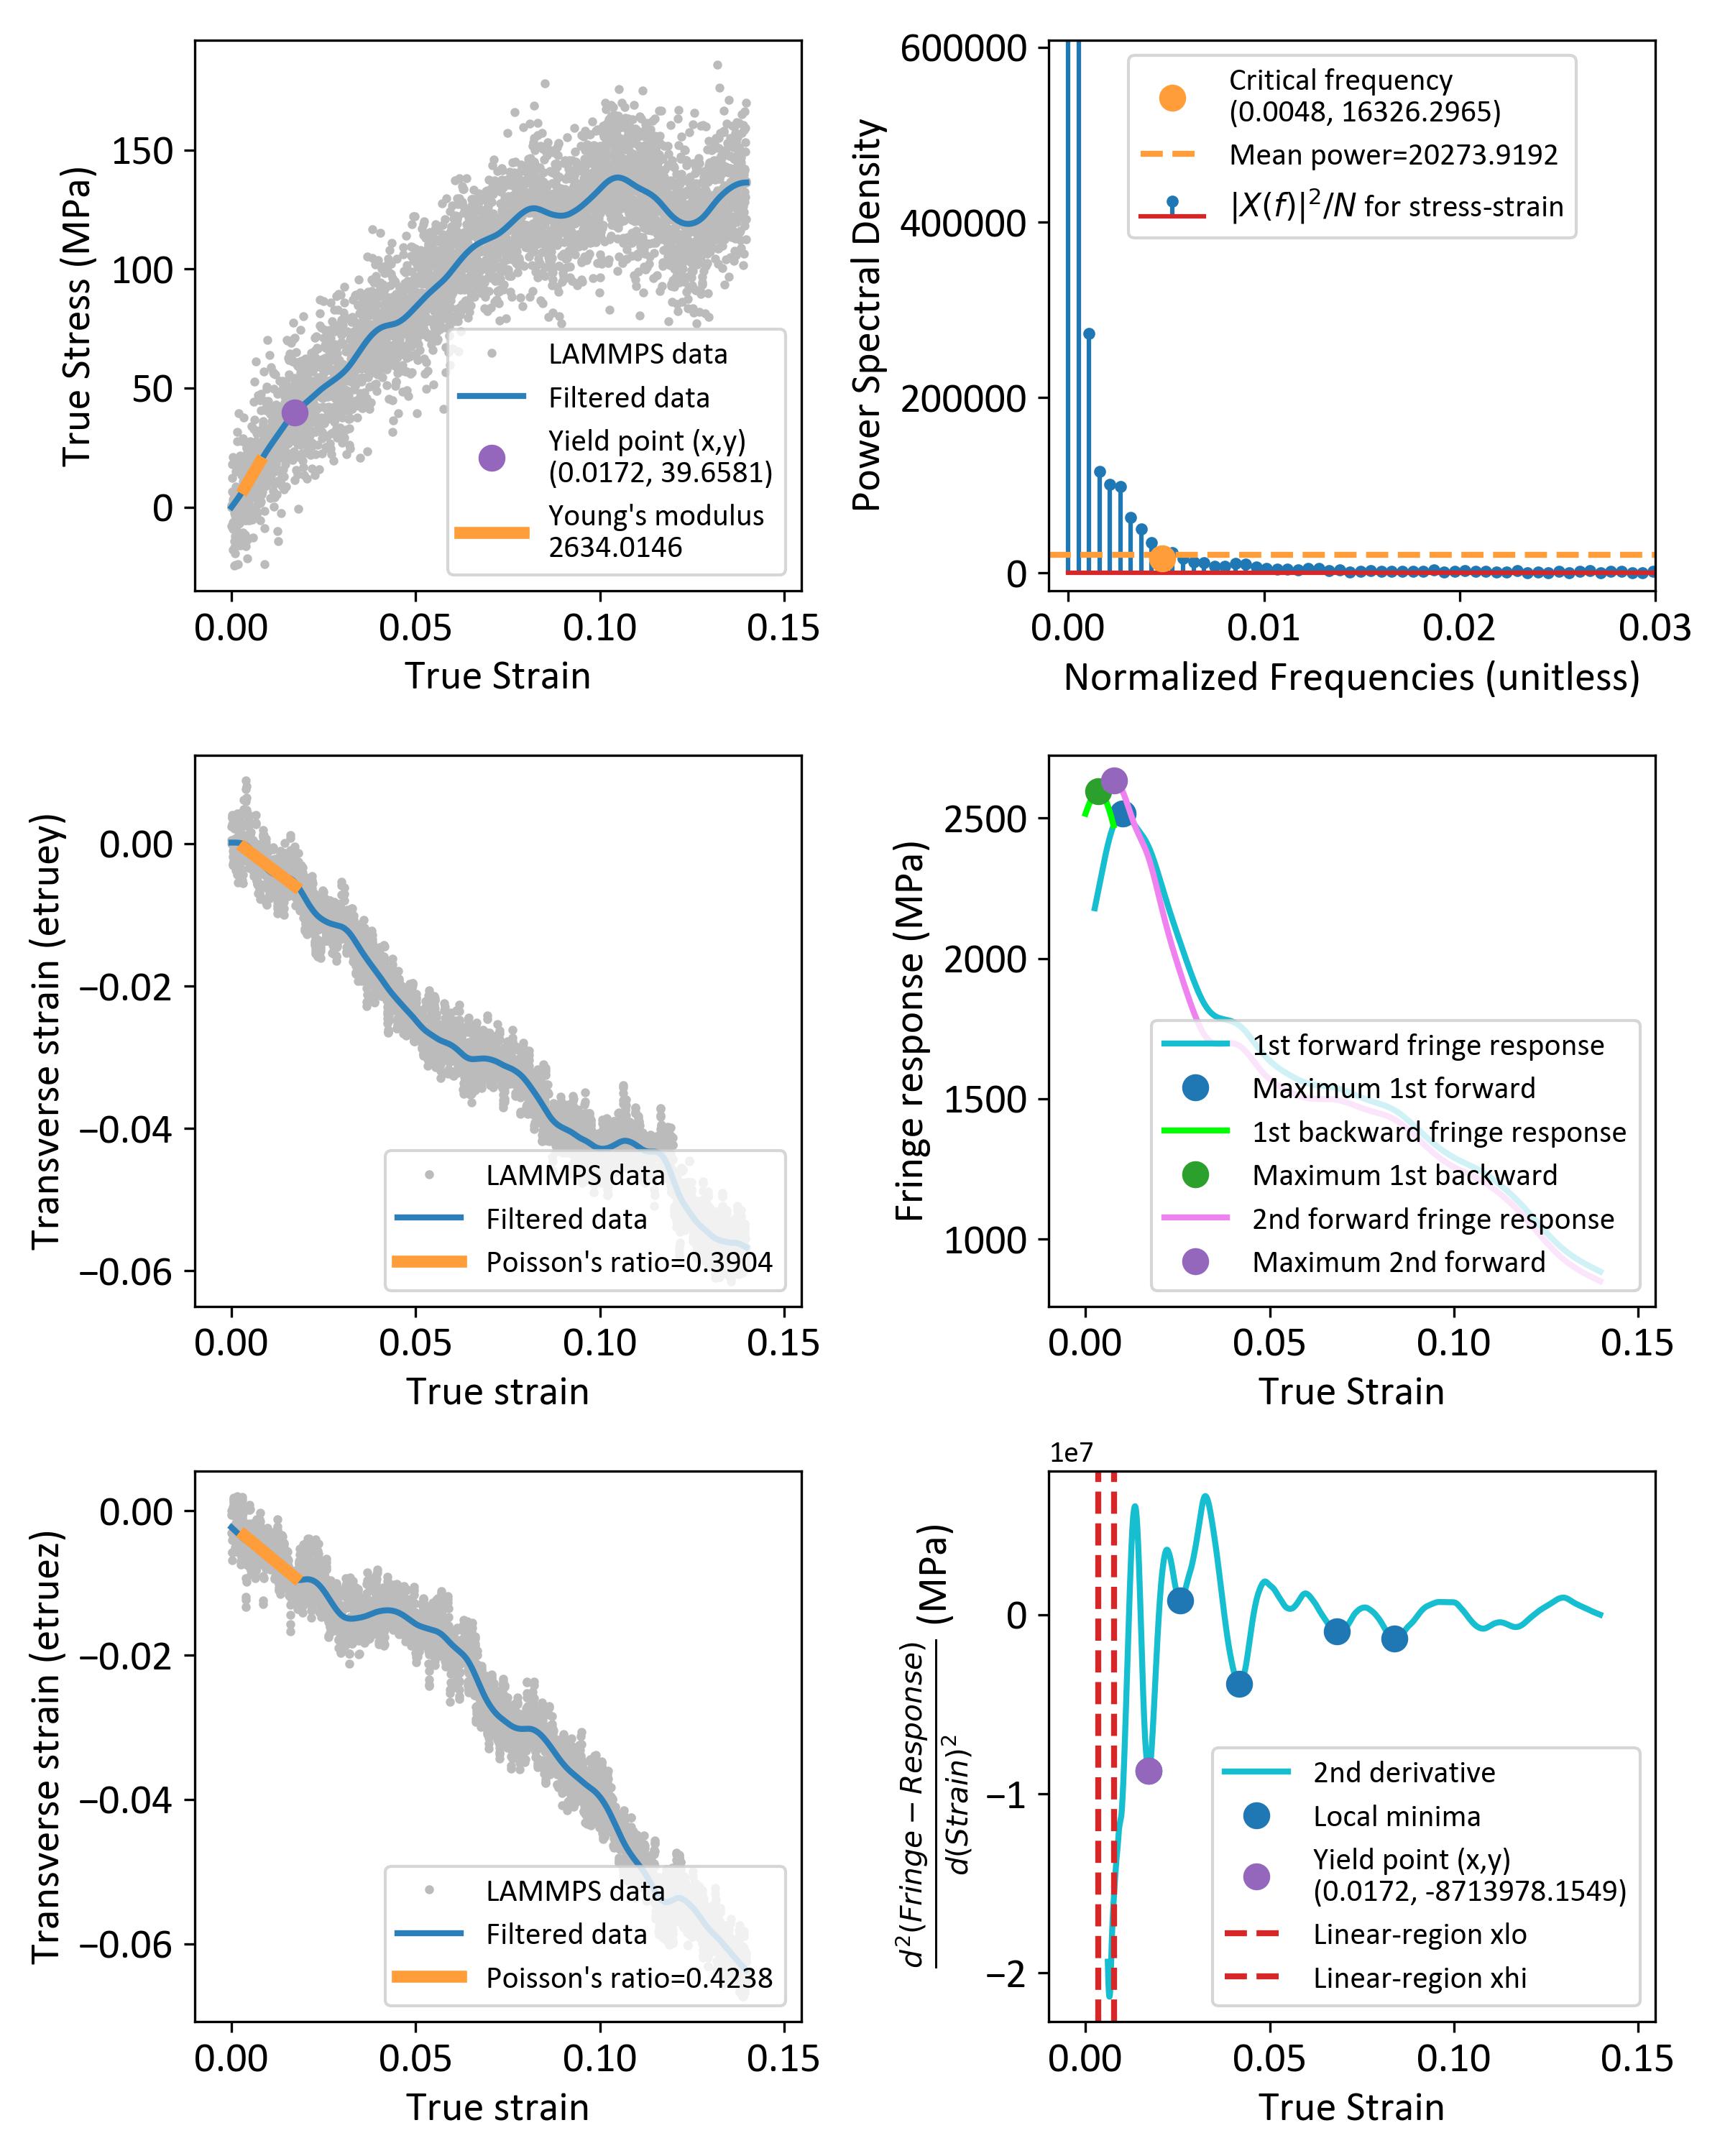 True Stress (MPa)
150
100
50
0
LAMMPS data
Filtered data
Yield point (x,y)
(0.0172, 39.6581)
Young's modulus
2634.0146
0.00 0.05 0.10 0.15
True Strain
Power Spectral Density
600000
400000
200000
0
Critical frequency
(0.0048, 16326.2965)
Mean power=20273.9192
|X(f)|²/N for stress-strain
0.00 0.01 0.02 0.03
Normalized Frequencies (unitless)
Transverse strain (etruey)
0.00
−0.02
−0.04
−0.06
LAMMPS data
Filtered data
Poisson's ratio=0.3904
0.00 0.05 0.10 0.15
True strain
Fringe response (MPa)
2500
2000
1500
1000
1st forward fringe response
Maximum 1st forward
1st backward fringe response
Maximum 1st backward
2nd forward fringe response
Maximum 2nd forward
0.00 0.05 0.10 0.15
True Strain
Transverse strain (etruez)
0.00
−0.02
−0.04
−0.06
LAMMPS data
Filtered data
Poisson's ratio=0.4238
0.00 0.05 0.10 0.15
True strain
1e7
d²(Fringe − Response)
d(Strain)²
(MPa)
0
−1
−2
2nd derivative
Local minima
Yield point (x,y)
(0.0172, -8713978.1549)
Linear-region xlo
Linear-region xhi
0.00 0.05 0.10 0.15
True Strain